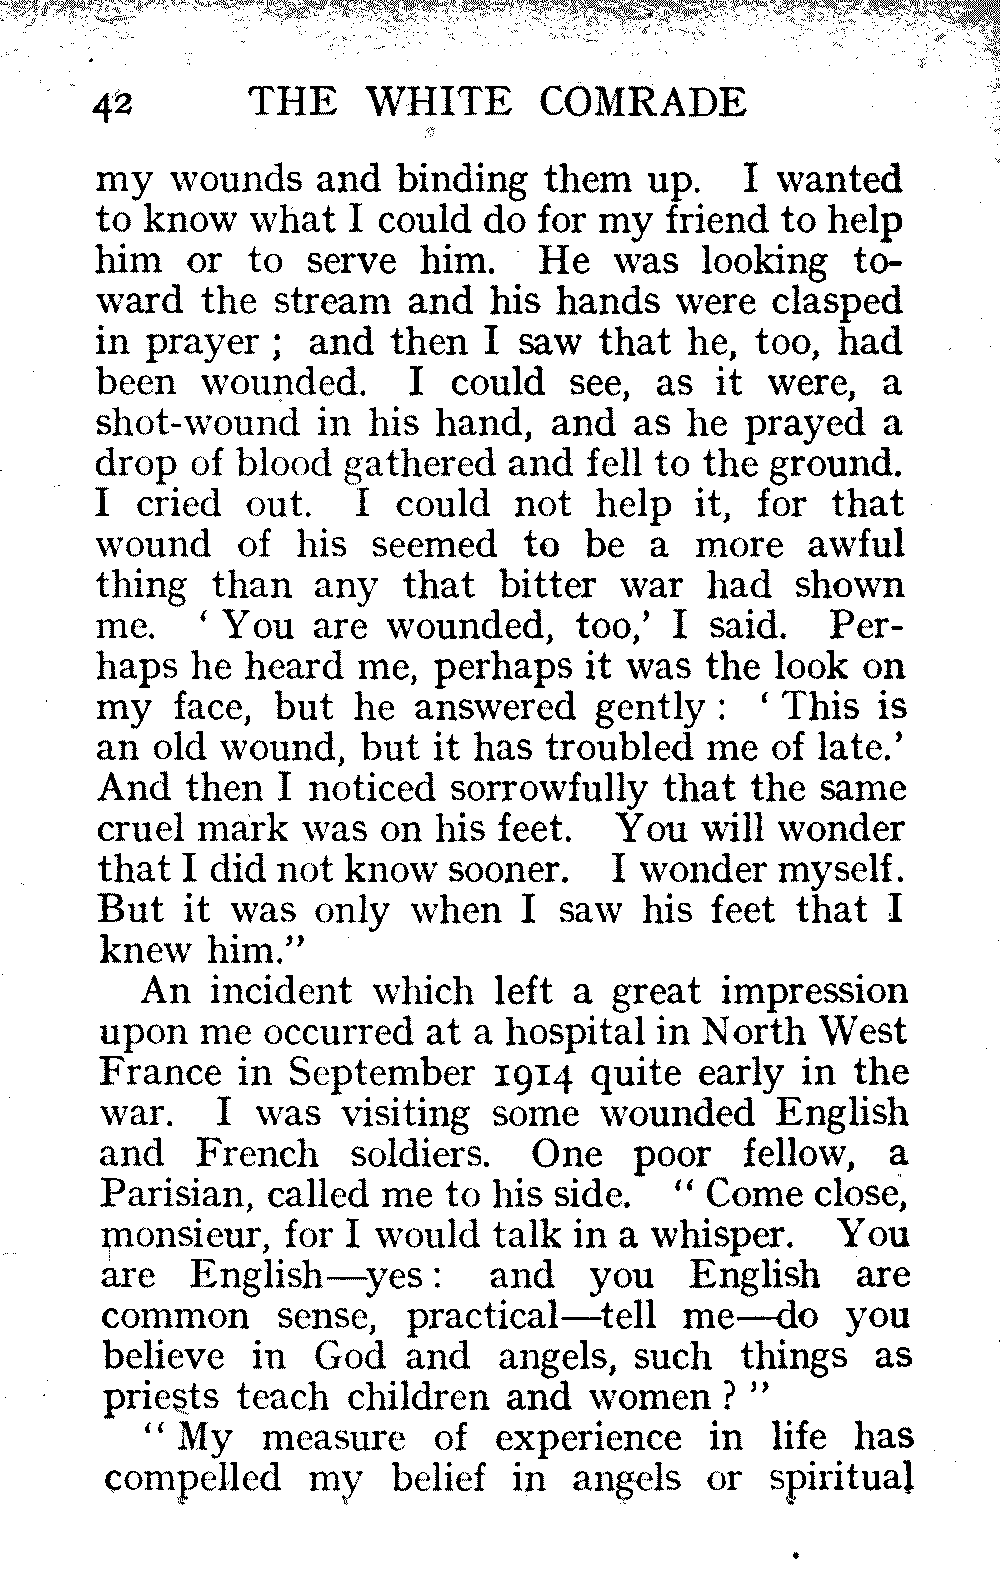 42 THE WHITE COMRADE
my wounds and binding them up. I wanted
to know what I could do for my friend to help
him or to serve him. He was looking to-
ward the stream and his hands were clasped
in prayer ; and then I saw that he, too, had
been wounded. I could see, as it were, a
shot-wound in his hand, and as he prayed a
drop of blood gathered and fell to the ground.
I cried out. I could not help it, for that
wound of his seemed to be a more awful
thing than any that bitter war had shown
me. ‘ You are wounded, too,’ I said. Per-
haps he heard me, perhaps it was the look on
my face, but he answered gently : ‘ This is
an old wound, but it has troubled me of late.’
And then I noticed sorrowfully that the same
cruel mark was on his feet. You will wonder
that I did not know sooner. I wonder myself.
But it was only when I saw his feet that I
knew him.”
An incident which left a great impression
upon me occurred at a hospital in North West
France in September 1914 quite early in the
war. I was visiting some wounded English
and French soldiers. One poor fellow, a
Parisian, called me to his side. “ Come close,
monsieur, for I would talk in a whisper. You
are English—yes : and you English are
common sense, practical—tell me—do you
believe in God and angels, such things as
priests teach children and women ? ”
“ My measure of experience in life has
compelled my belief in angels or spiritual